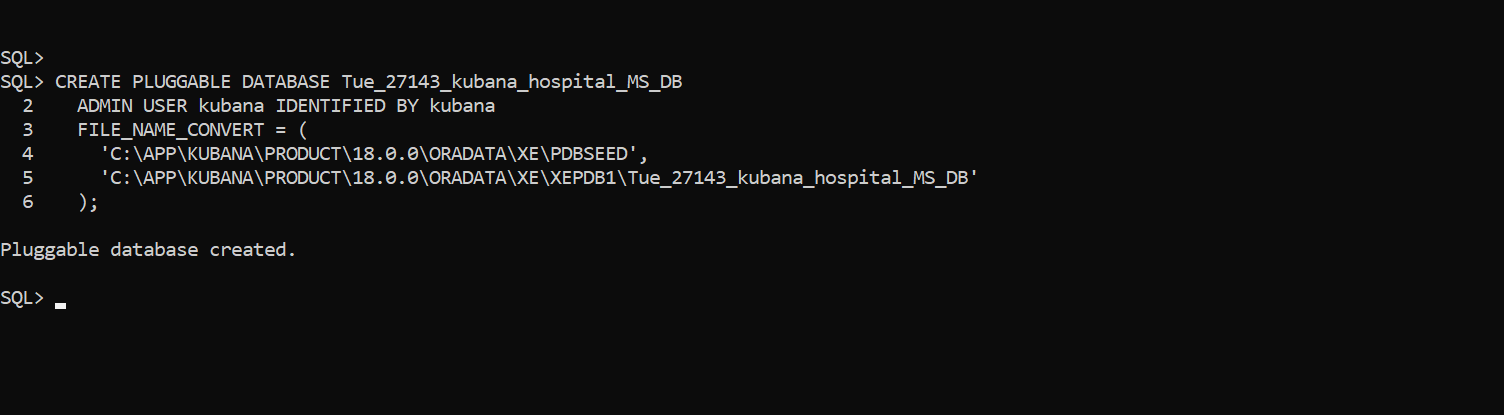 SQL>
SQL> CREATE PLUGGABLE DATABASE Tue_27143_kubana_hospital_MS_DB
  2    ADMIN USER kubana IDENTIFIED BY kubana
  3    FILE_NAME_CONVERT = (
  4      'C:\APP\KUBANA\PRODUCT\18.0.0\ORADATA\XE\PDBSEED',
  5      'C:\APP\KUBANA\PRODUCT\18.0.0\ORADATA\XE\XEPDB1\Tue_27143_kubana_hospital_MS_DB'
  6    );
Pluggable database created.
SQL>